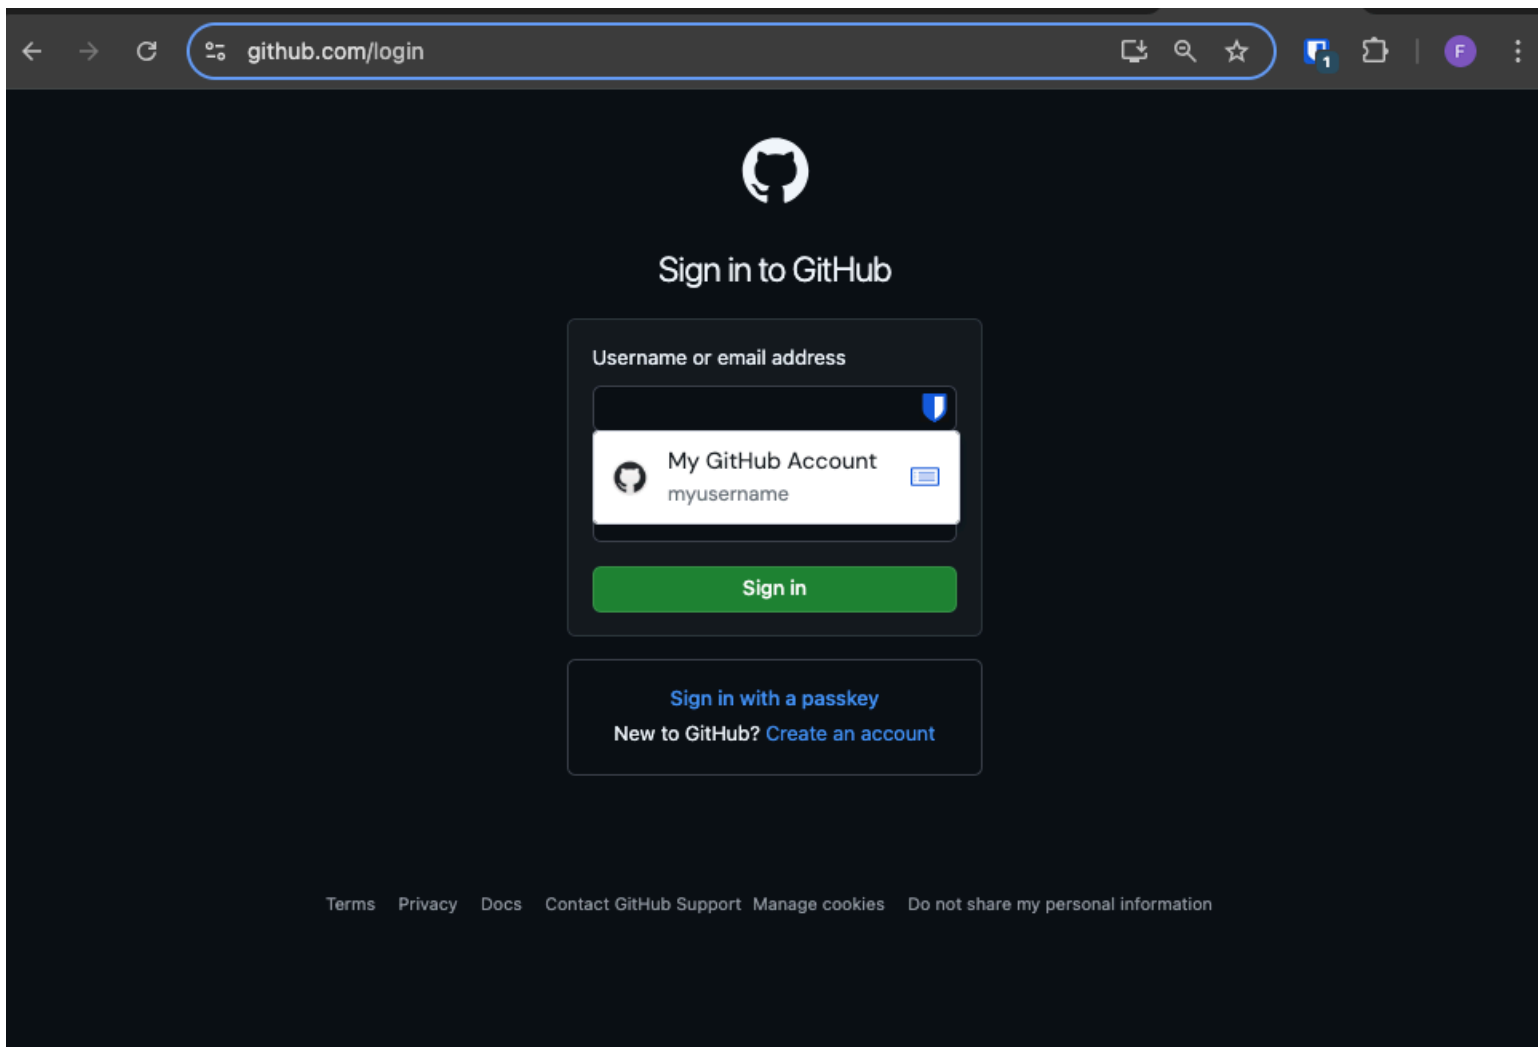 github.com/login
1
F
Sign in to GitHub
Username or email address
My GitHub Account
myusername
Sign in
Sign in with a passkey
New to GitHub? Create an account
Terms Privacy Docs Contact GitHub Support Manage cookies Do not share my personal information